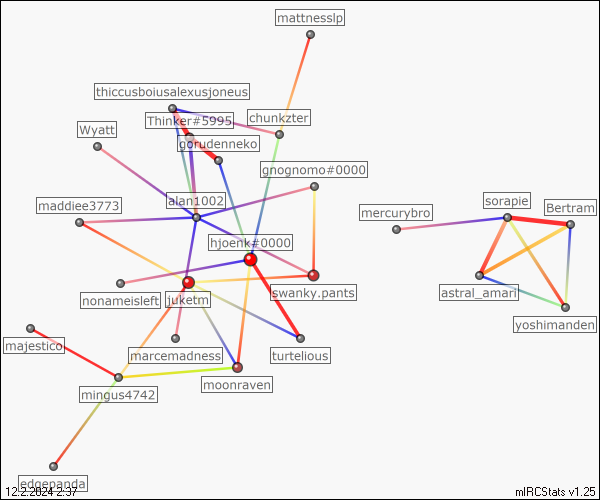 mattnesslp
thiccusboiusalexusjoneus
Thinker#5995
chunkzter
Wyatt
gorudenneko
gnognomo#0000
alan1002
maddiee3773
sorapie
mercurybro
Bertram
hjoenk#0000
nonameisleft
juketm
swanky.pants
astral_amari
yoshimanden
majestico
marcemadness
turtelious
mingus4742
moonraven
edgepanda
12.2.2024 2:37
mIRCStats v1.25